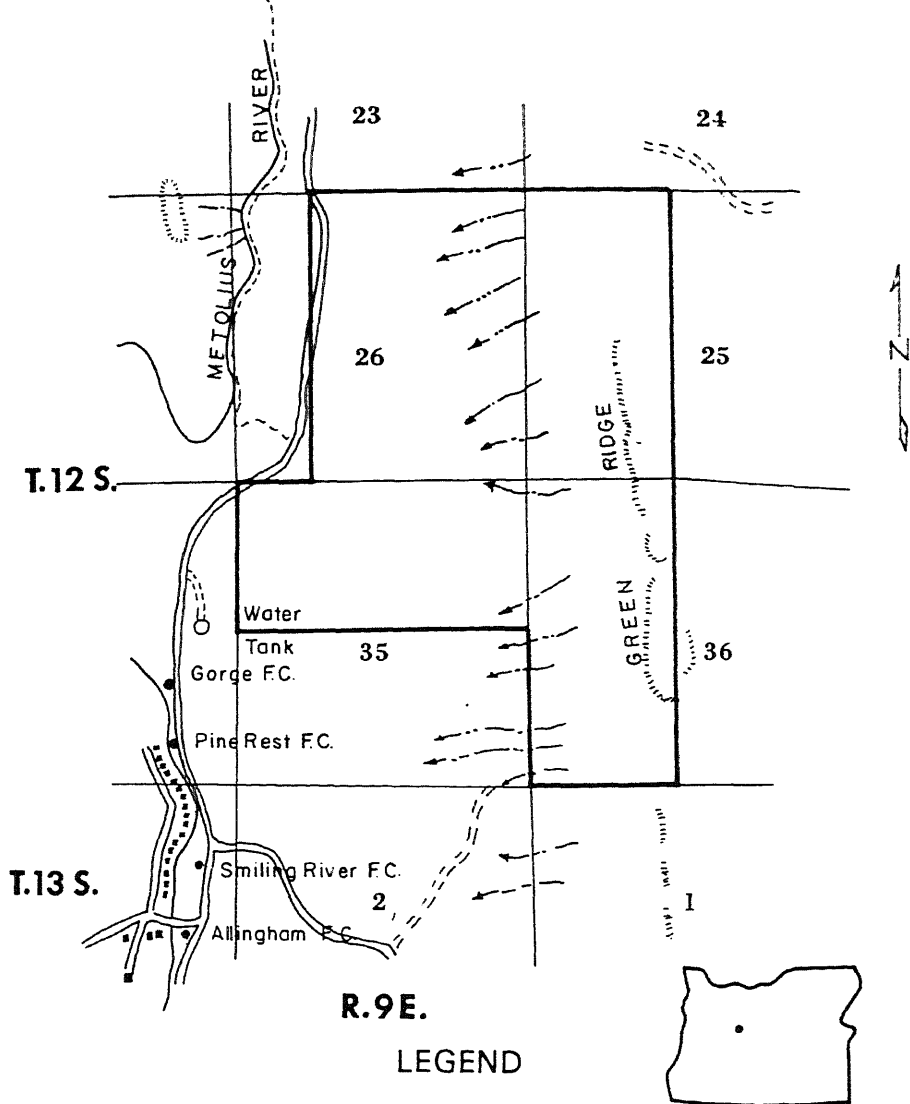 23
24
RIVER
METOLIUS
26
25
RIDGE
N
T.12 S.
Water
Tank
35
GREEN
36
Gorge F.C.
Pine Rest F.C.
Smiling River F.C.
T.13 S.
2
1
Allingham F.C.
R.9E.
LEGEND